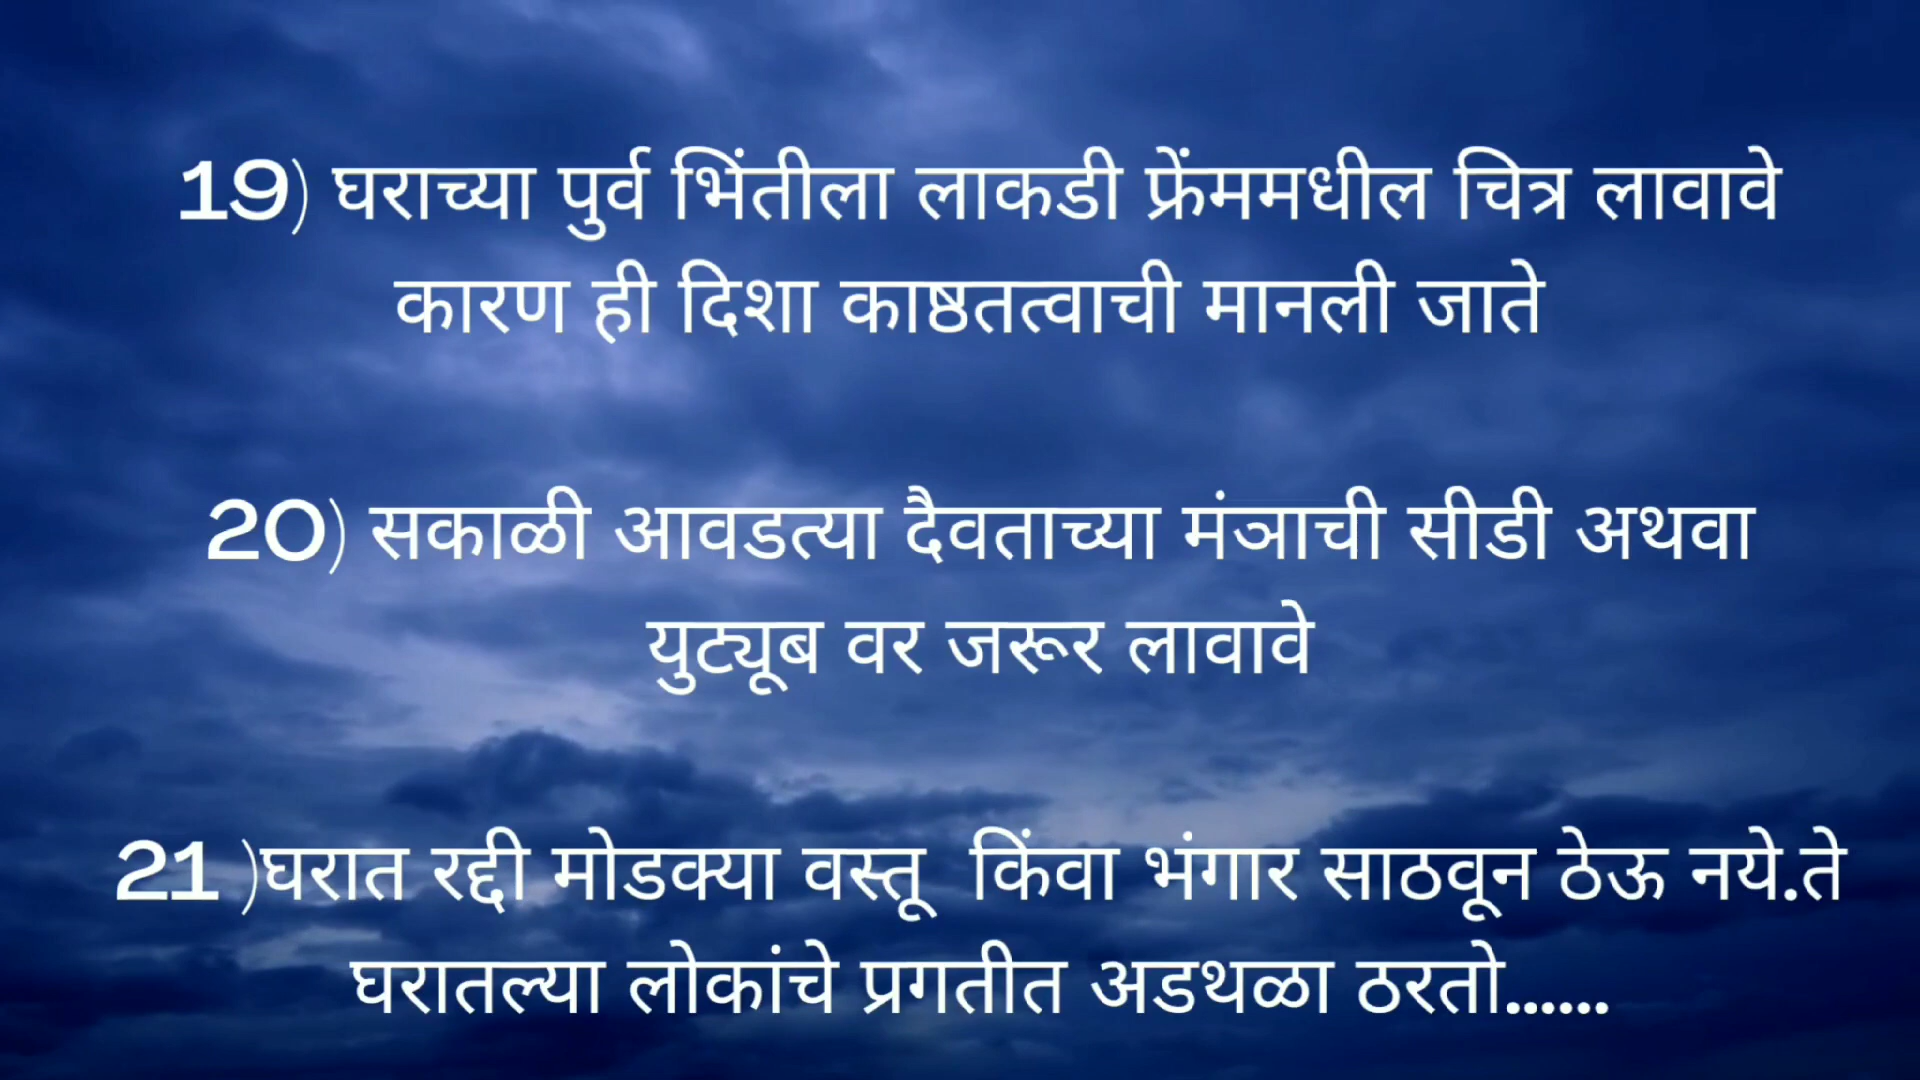 19) घराच्या पुर्व भिंतीला लाकडी फ्रेंममधील चित्र लावावे
कारण ही दिशा काष्ठतत्वाची मानली जाते
20) सकाळी आवडत्या दैवताच्या मंञाची सीडी अथवा
युट्यूब वर जरूर लावावे
21 )घरात रद्दी मोडक्या वस्तू  किंवा भंगार साठवून ठेऊ नये.ते
घरातल्या लोकांचे प्रगतीत अडथळा ठरतो......